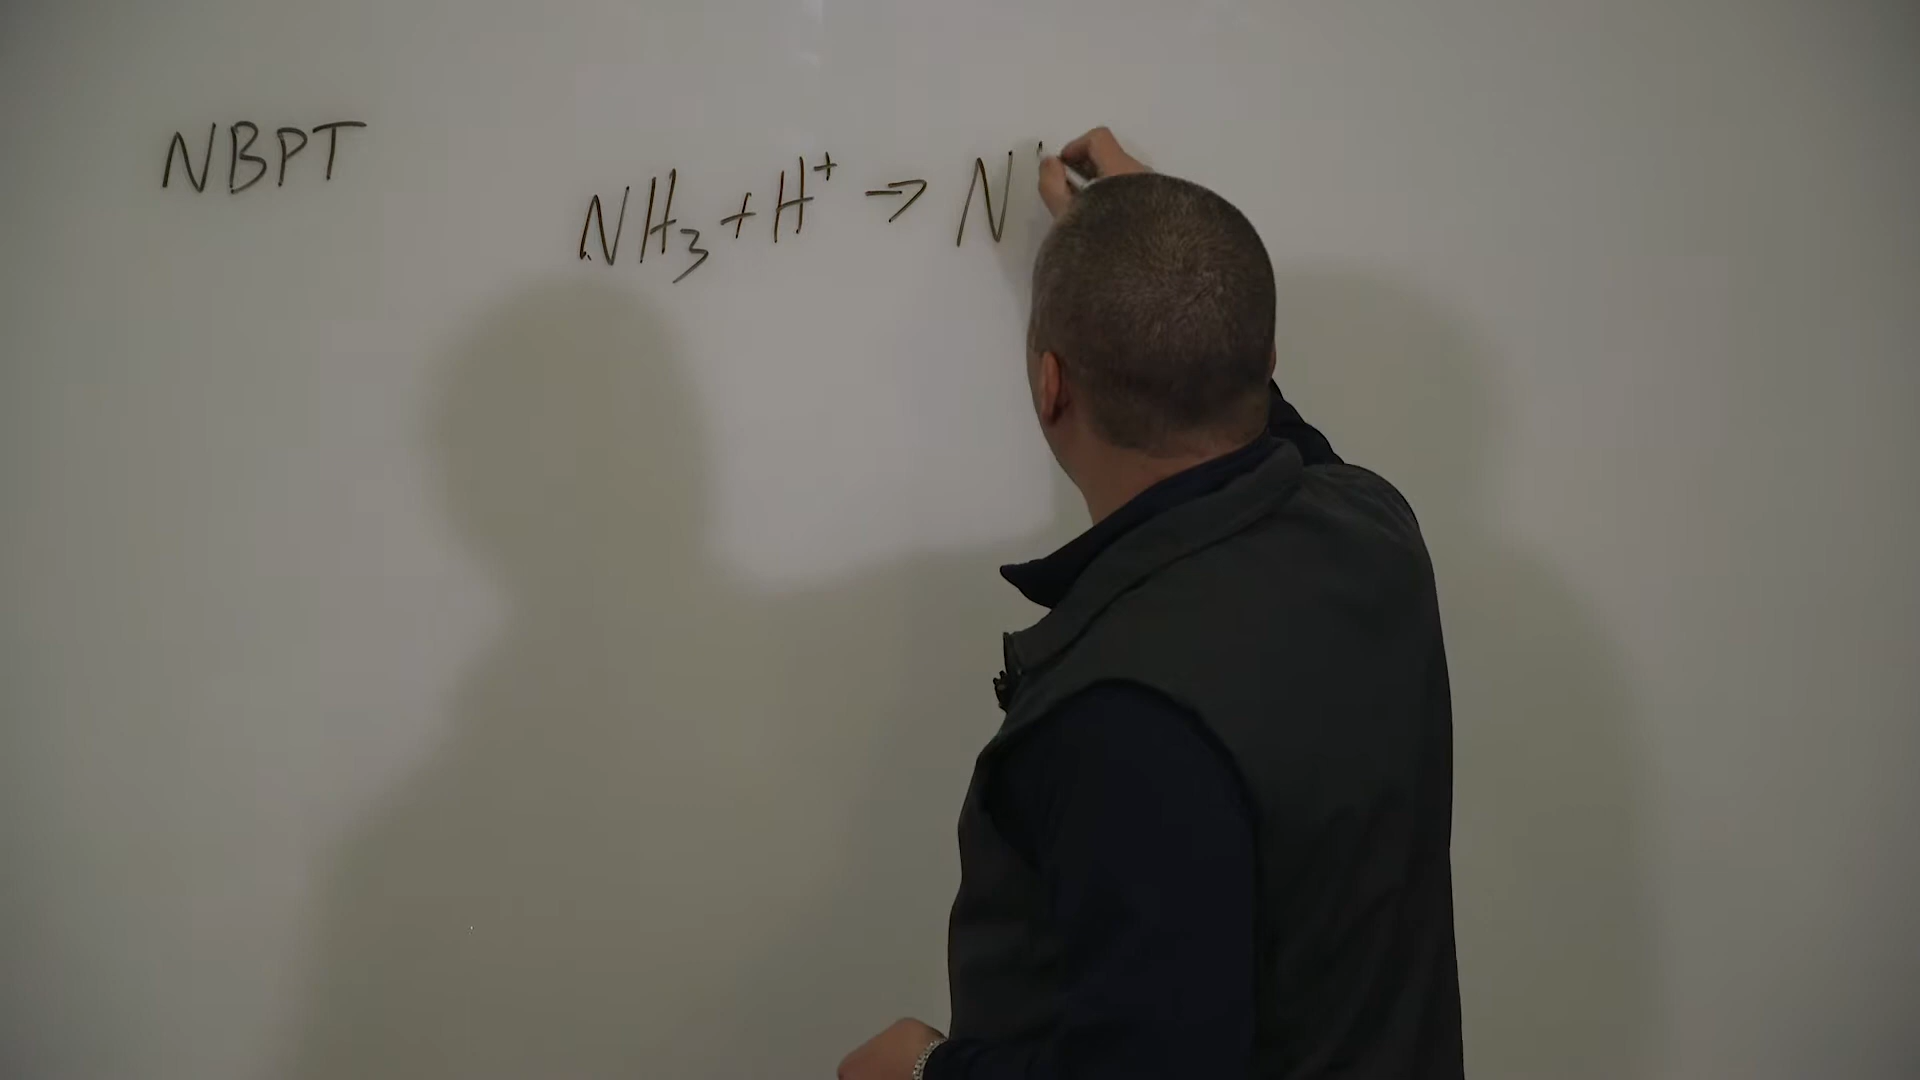 NBPT
NH₃ + H⁺ → N